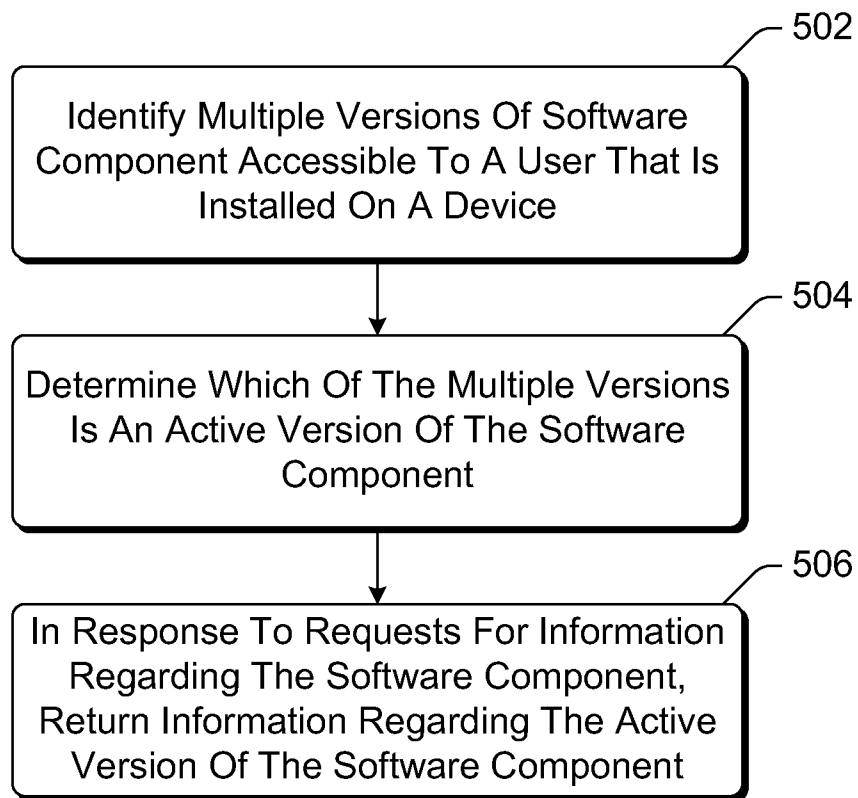 502
Identify Multiple Versions Of Software
Component Accessible To A User That Is
Installed On A Device
504
Determine Which Of The Multiple Versions
Is An Active Version Of The Software
Component
506
In Response To Requests For Information
Regarding The Software Component,
Return Information Regarding The Active
Version Of The Software Component